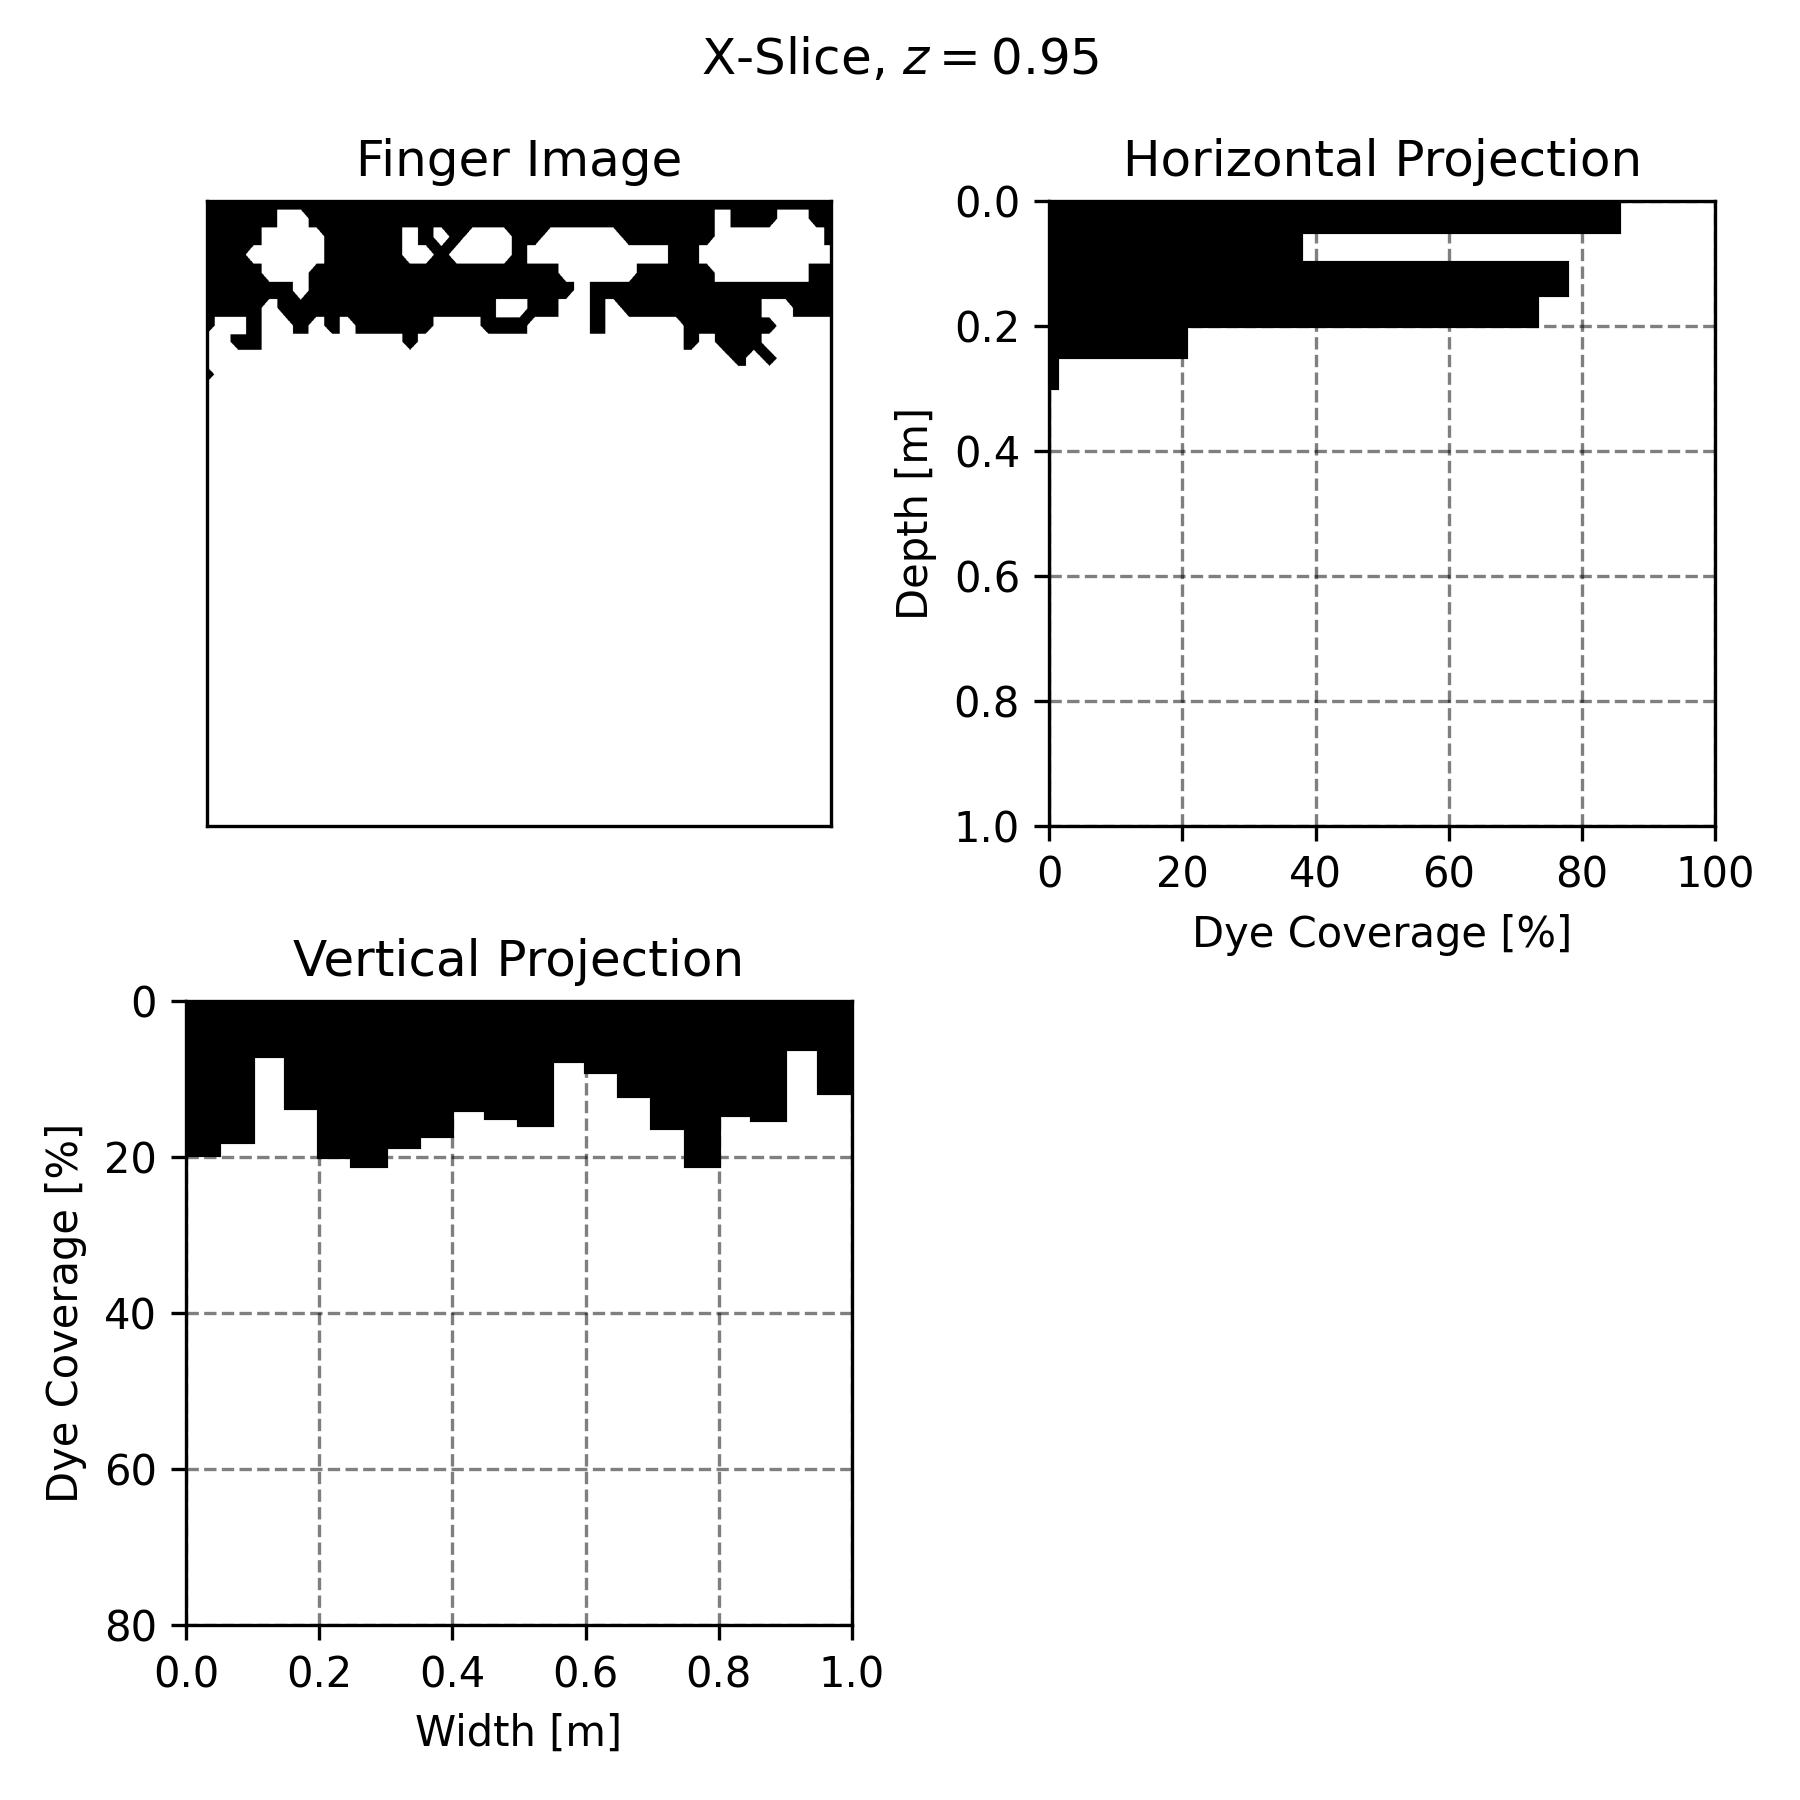 X-Slice, z = 0.95
Finger Image
Horizontal Projection
0.0
0.2
0.4
0.6
0.8
1.0
Depth [m]
0 20 40 60 80 100
Dye Coverage [%]
Vertical Projection
0
20
40
60
80
Dye Coverage [%]
0.0 0.2 0.4 0.6 0.8 1.0
Width [m]